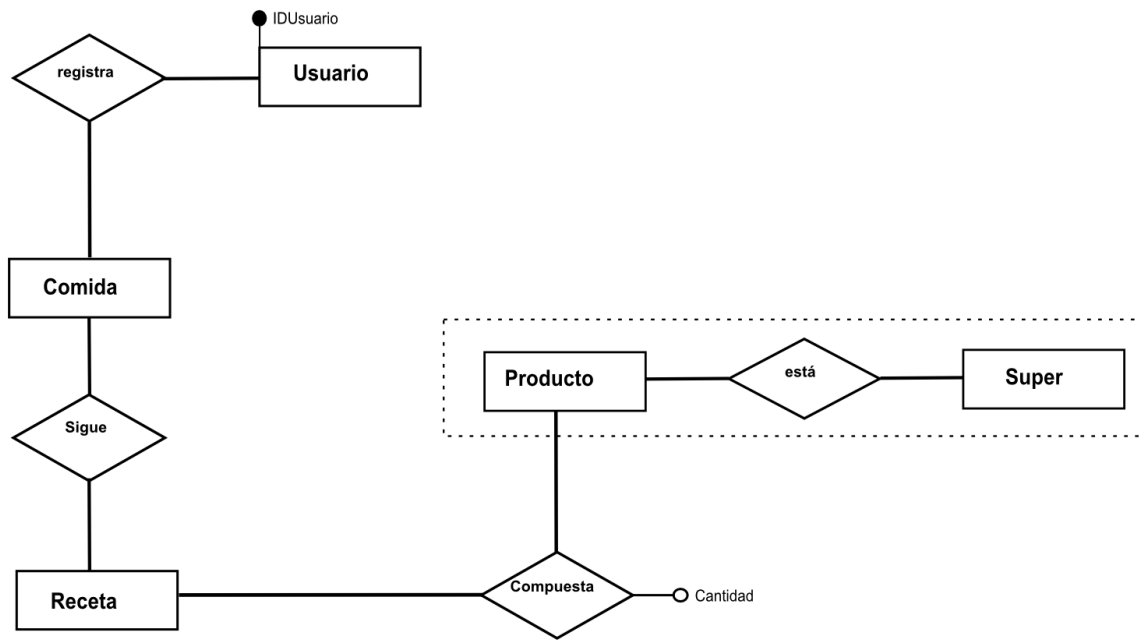 IDUsuario
registra
Usuario
Comida
Producto
está
Super
Sigue
Compuesta
Cantidad
Receta